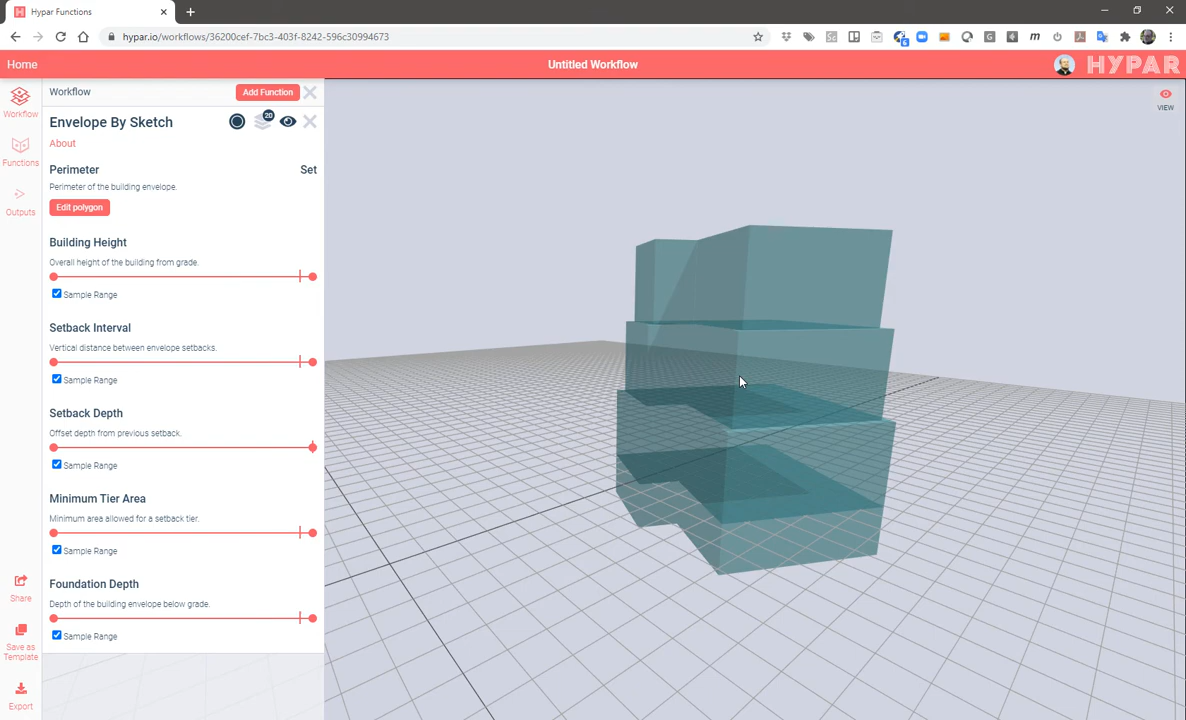 Hypar Functions
hypar.io/workflows/36200cef-7bc3-403f-8242-596c30994673
Home
Untitled Workflow
HYPAR
Workflow
Add Function
VIEW
Workflow
Envelope By Sketch
20
About
Functions
Perimeter
Set
Perimeter of the building envelope.
Edit polygon
Outputs
Building Height
Overall height of the building from grade.
Sample Range
Setback Interval
Vertical distance between envelope setbacks.
Sample Range
Setback Depth
Offset depth from previous setback.
Sample Range
Minimum Tier Area
Minimum area allowed for a setback tier.
Sample Range
Foundation Depth
Depth of the building envelope below grade.
Sample Range
Share
Save as
Template
Export